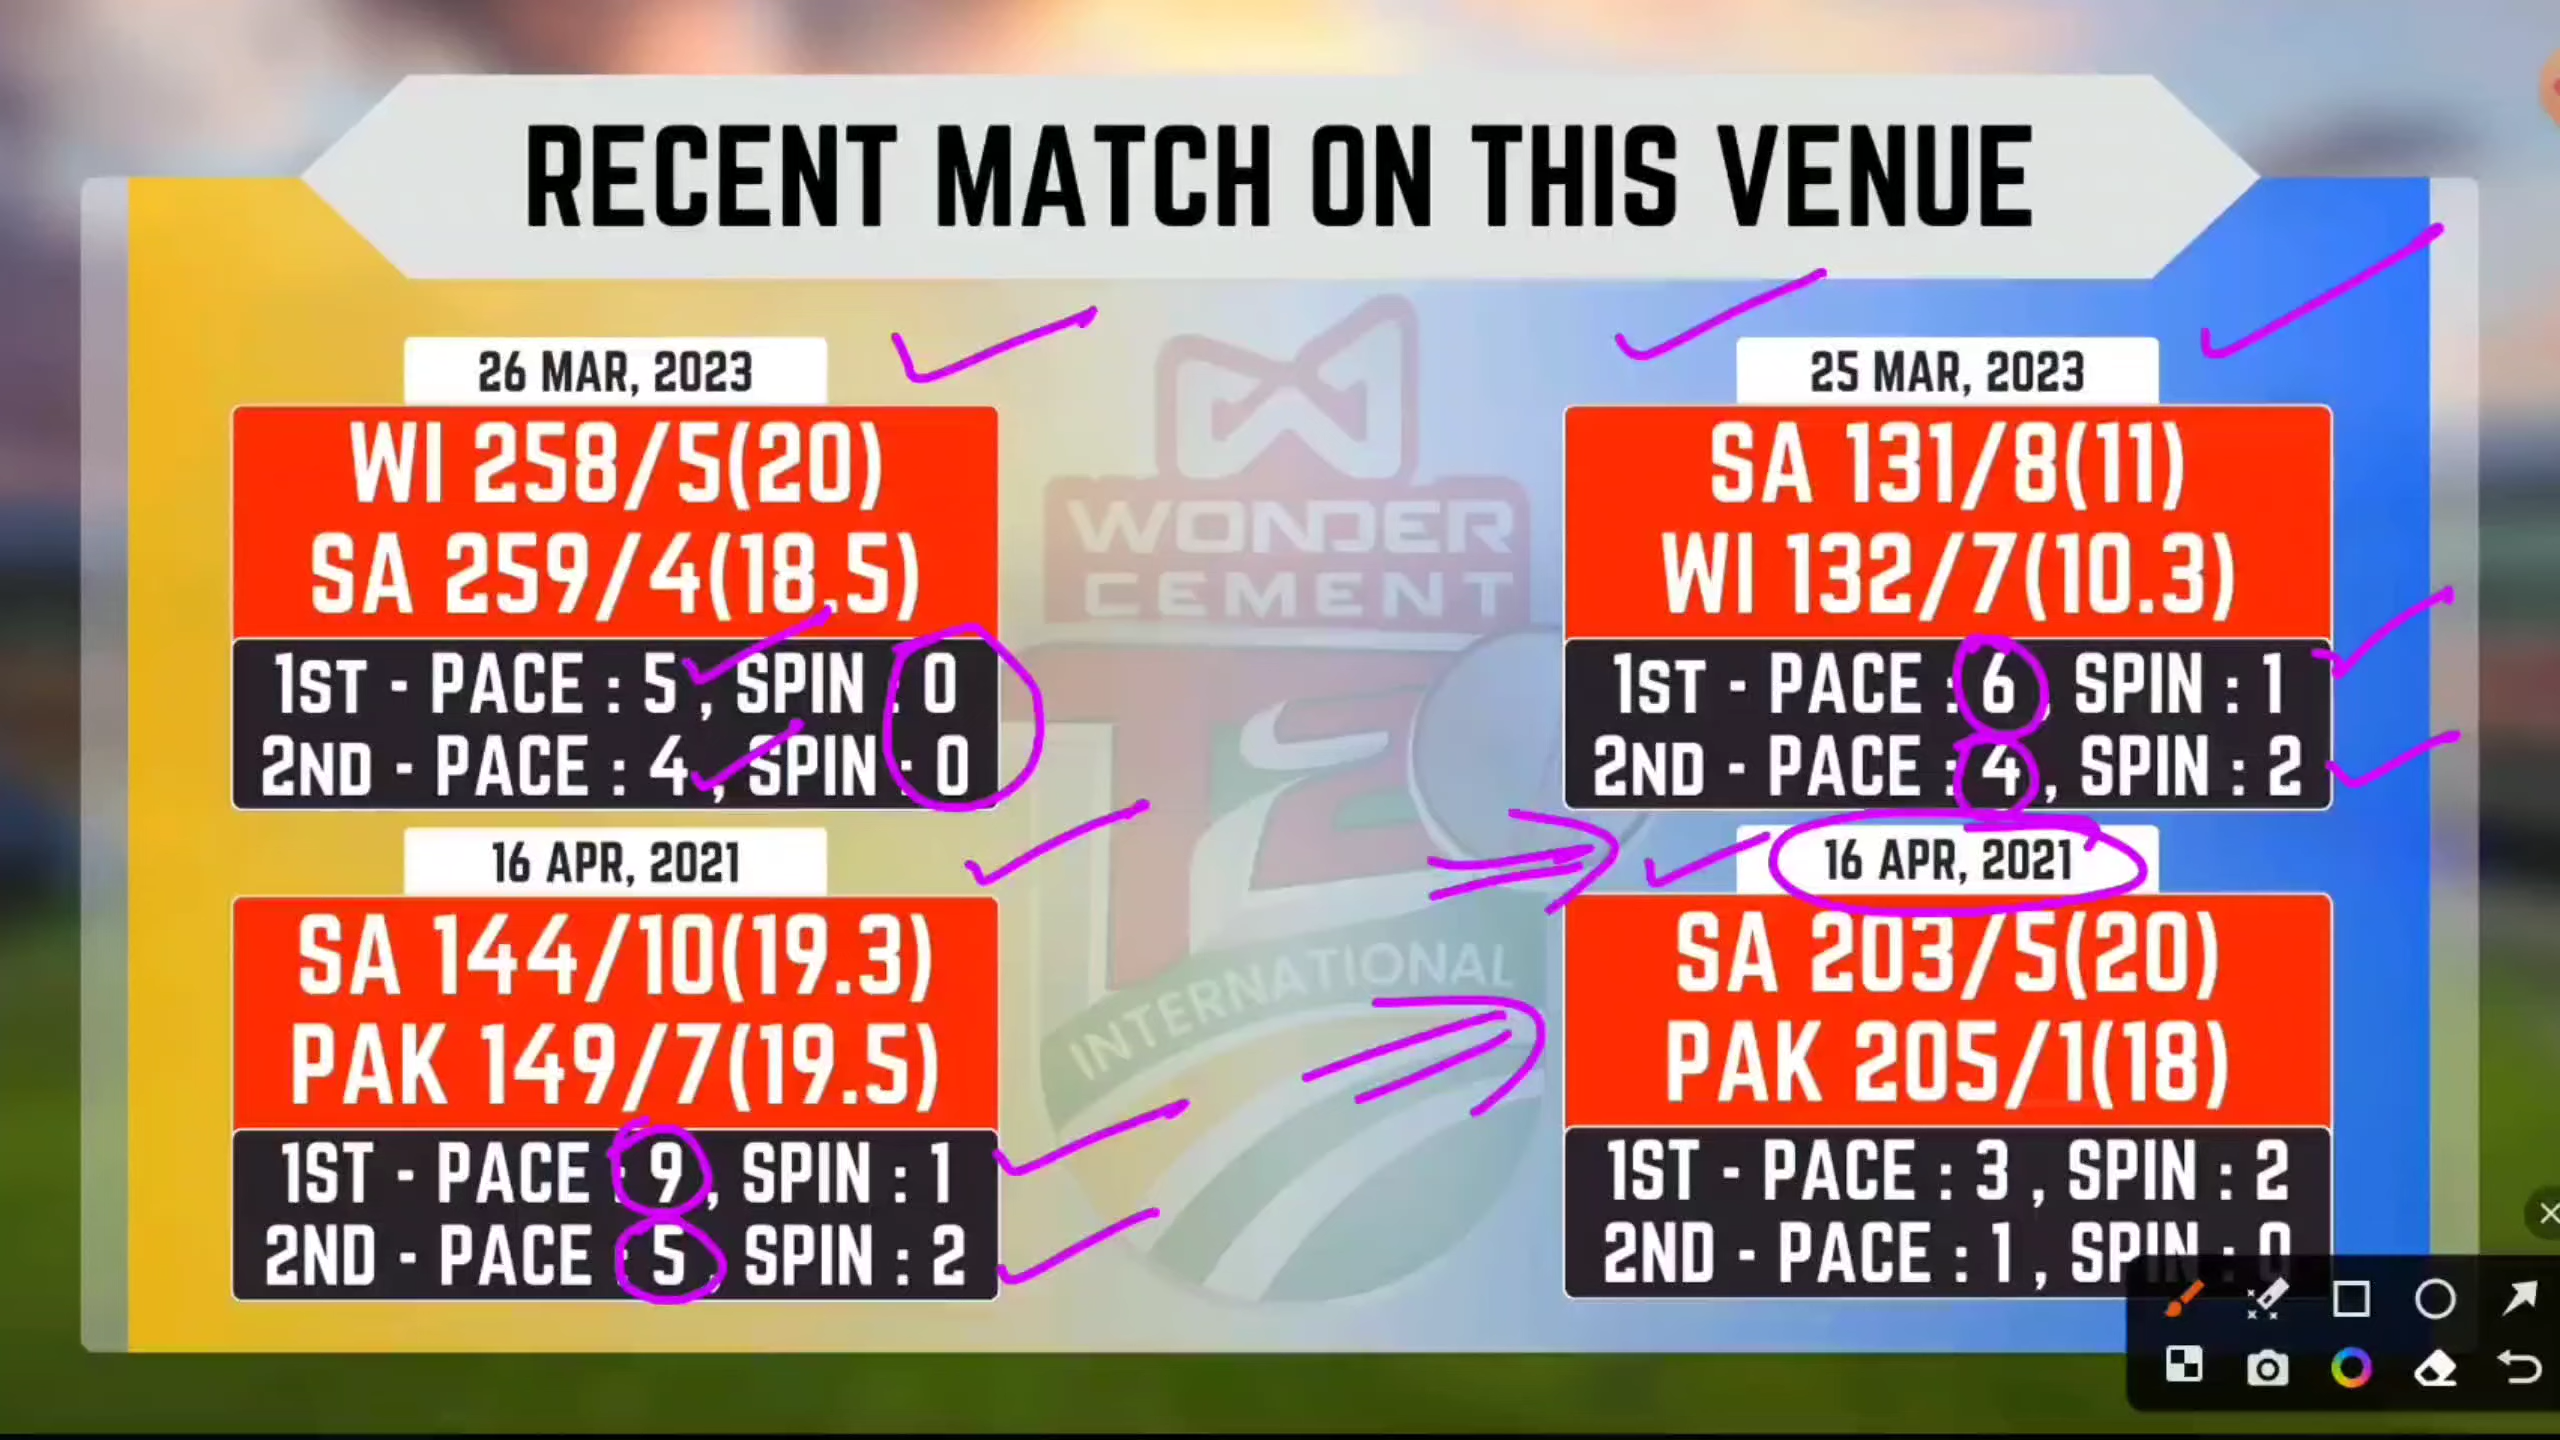 RECENT MATCH ON THIS VENUE
26 MAR, 2023
WI 258/5(20)
SA 259/4(18.5)
1ST - PACE : 5 , SPIN : 0
2ND - PACE : 4 , SPIN : 0
25 MAR, 2023
SA 131/8(11)
WI 132/7(10.3)
1ST - PACE : 6 , SPIN : 1
2ND - PACE : 4 , SPIN : 2
16 APR, 2021
SA 144/10(19.3)
PAK 149/7(19.5)
1ST - PACE : 9 , SPIN : 1
2ND - PACE : 5 , SPIN : 2
16 APR, 2021
SA 203/5(20)
PAK 205/1(18)
1ST - PACE : 3 , SPIN : 2
2ND - PACE : 1 , SPIN : 0
WONDER
CEMENT
T20
INTERNATIONAL